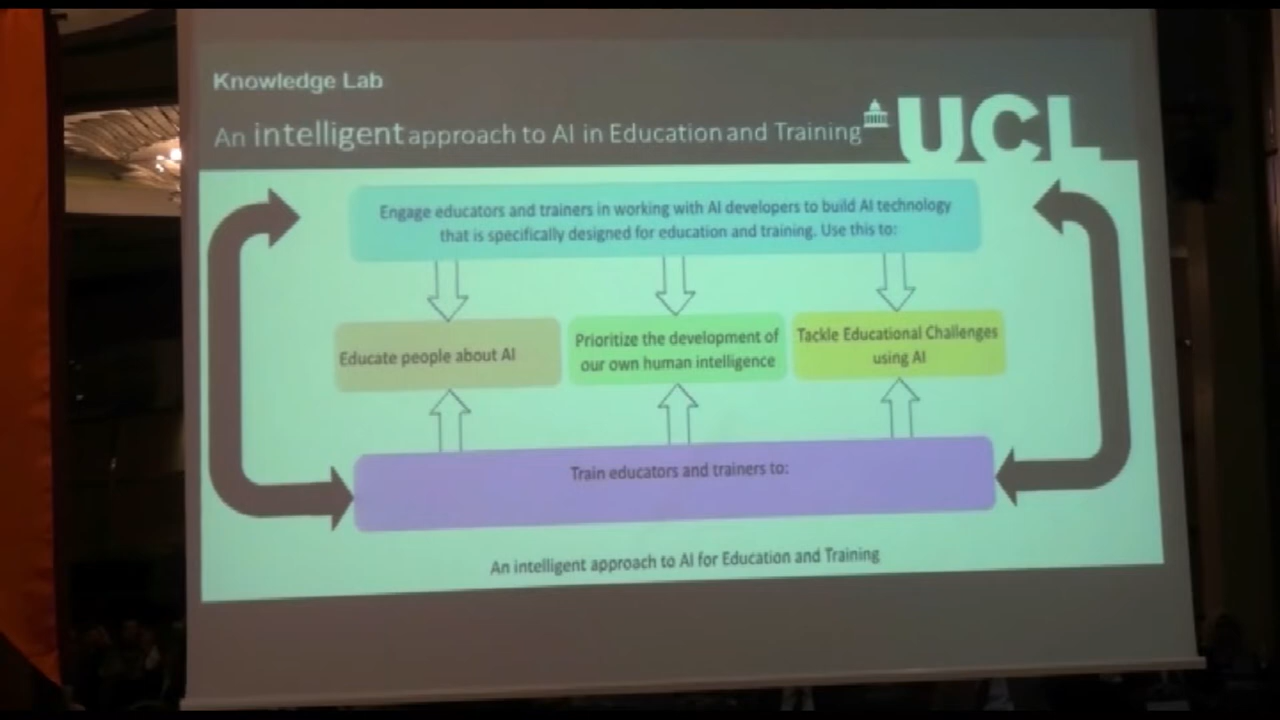 Knowledge Lab
An intelligent approach to AI in Education and Training
UCL
Engage educators and trainers in working with AI developers to build AI technology
that is specifically designed for education and training. Use this to:
Educate people about AI
Prioritize the development of
our own human intelligence
Tackle Educational Challenges
using AI
Train educators and trainers to:
An intelligent approach to AI for Education and Training